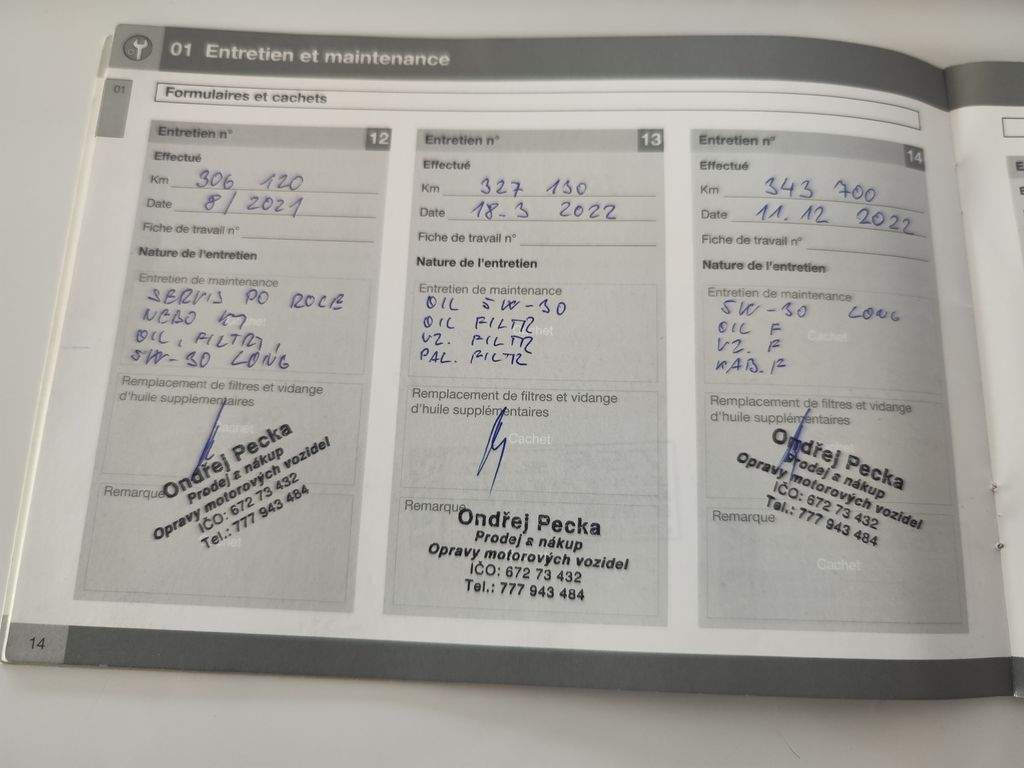 01 Entretien et maintenance
01
Formulaires et cachets
Entretien n° 12
Effectué
Km 306 120
Date 8/2021
Fiche de travail n°
Nature de l'entretien
Entretien de maintenance
SERVIS PO ROCE
NEBO KM
OIL, FILTRY,
5W-30 LONG
Remplacement de filtres et vidange
d'huile supplémentaires
Cachet
Remarque
Ondřej Pecka
Prodej a nákup
Opravy motorových vozidel
IČO: 672 73 432
Tel.: 777 943 484
Entretien n° 13
Effectué
Km 327 130
Date 18-3 2022
Fiche de travail n°
Nature de l'entretien
Entretien de maintenance
OIL 5W-30
OIL FILTR
VZ. FILTR
PAL. FILTR
Remplacement de filtres et vidange
d'huile supplémentaires
Cachet
Remarque
Ondřej Pecka
Prodej a nákup
Opravy motorových vozidel
IČO: 672 73 432
Tel.: 777 943 484
Entretien n° 14
Effectué
Km 343 700
Date 11.12 2022
Fiche de travail n°
Nature de l'entretien
Entretien de maintenance
5W-30 LONG
OIL F
Cachet
VZ. F
KAB. F
Remplacement de filtres et vidange
d'huile supplémentaires
Cachet
Ondřej Pecka
Prodej a nákup
Opravy motorových vozidel
IČO: 672 73 432
Tel.: 777 943 484
Remarque
Cachet
14